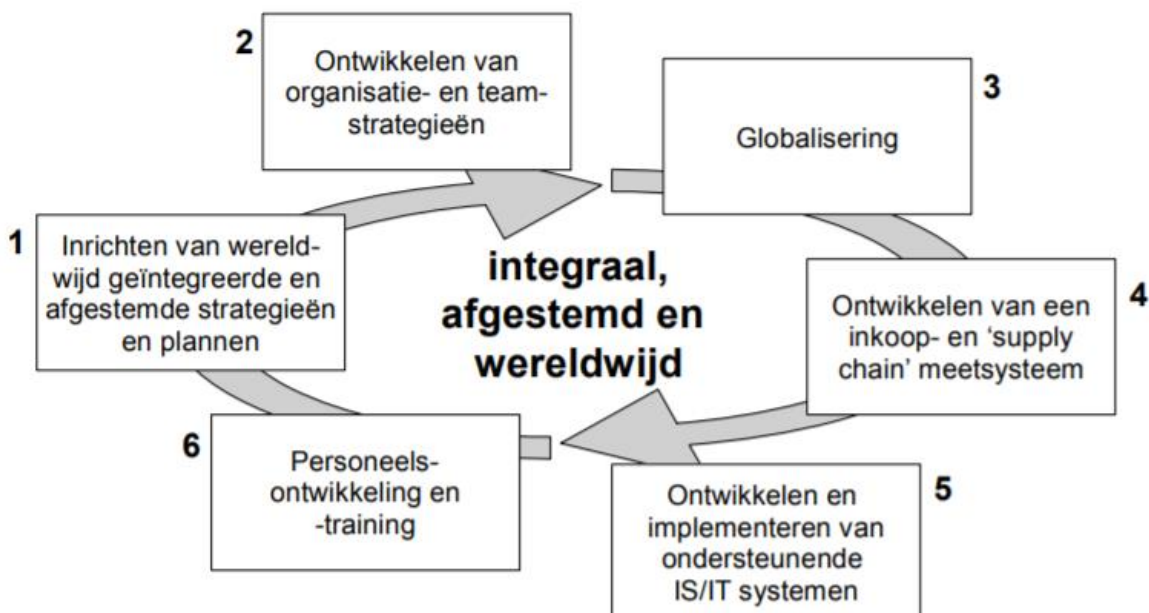 2
Ontwikkelen van
organisatie- en team-
strategieën
3
Globalisering
1
Inrichten van wereld-
wijd geïntegreerde en
afgestemde strategieën
en plannen
integraal,
afgestemd en
wereldwijd
4
Ontwikkelen van een
inkoop- en ‘supply
chain’ meetsysteem
6
Personeels-
ontwikkeling en
-training
5
Ontwikkelen en
implementeren van
ondersteunende
IS/IT systemen